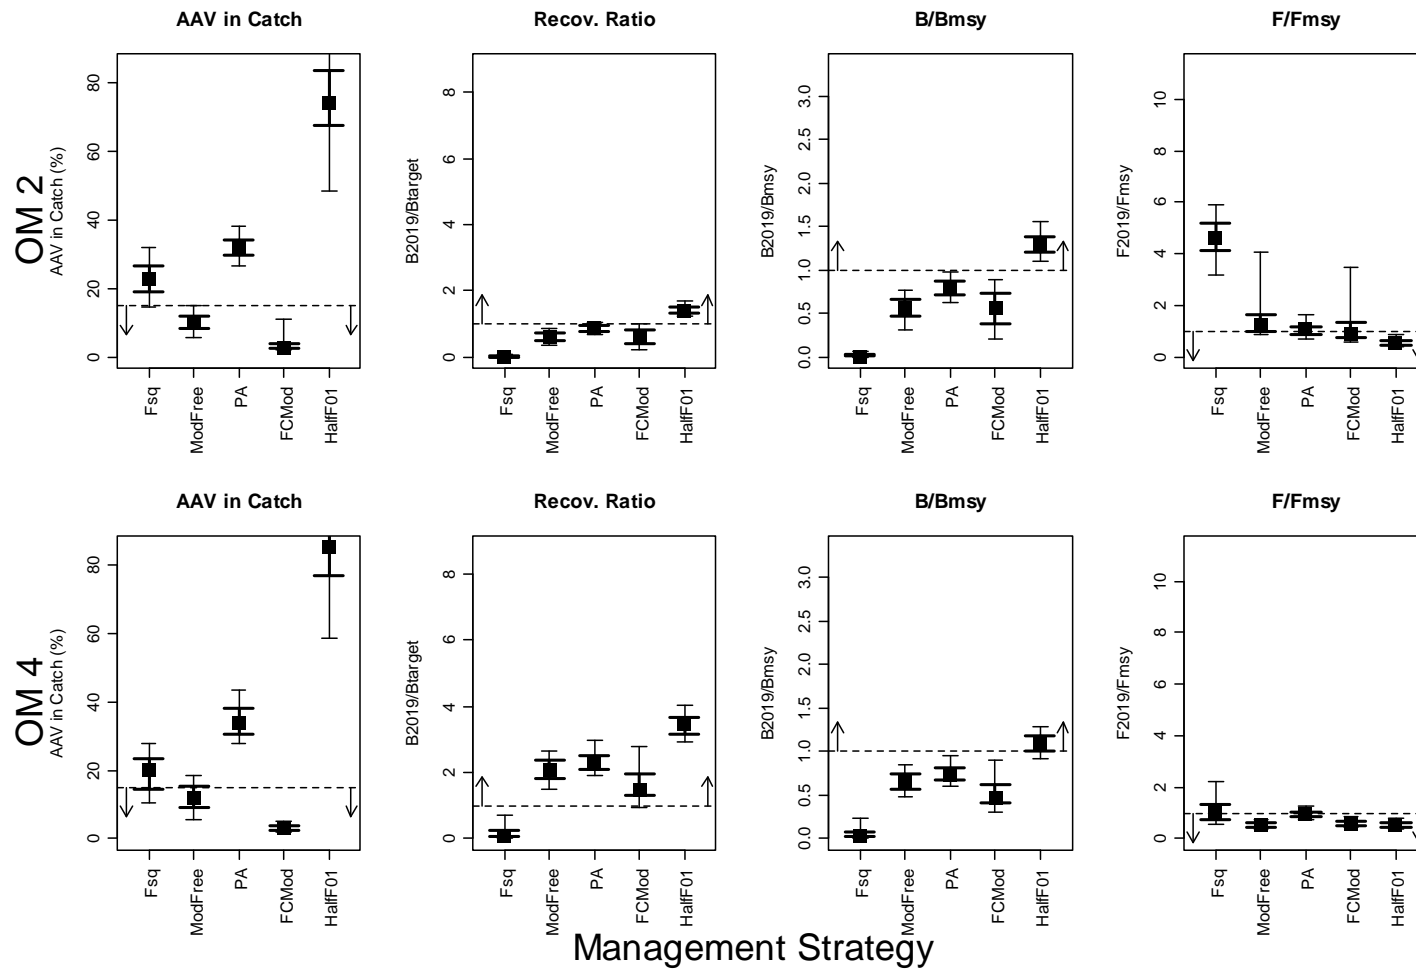 AAV in Catch
Recov. Ratio
B/Bmsy
F/Fmsy
OM 2
AAV in Catch (%)
0 20 40 60 80
B2019/Btarget
0 2 4 6 8
B2019/Bmsy
0.0 0.5 1.0 1.5 2.0 2.5 3.0
F2019/Fmsy
0 2 4 6 8 10
Fsq ModFree PA FCMod HalfF01
Fsq ModFree PA FCMod HalfF01
Fsq ModFree PA FCMod HalfF01
Fsq ModFree PA FCMod HalfF01
AAV in Catch
Recov. Ratio
B/Bmsy
F/Fmsy
OM 4
AAV in Catch (%)
0 20 40 60 80
B2019/Btarget
0 2 4 6 8
B2019/Bmsy
0.0 0.5 1.0 1.5 2.0 2.5 3.0
F2019/Fmsy
0 2 4 6 8 10
Fsq ModFree PA FCMod HalfF01
Fsq ModFree PA FCMod HalfF01
Fsq ModFree PA FCMod HalfF01
Fsq ModFree PA FCMod HalfF01
Management Strategy